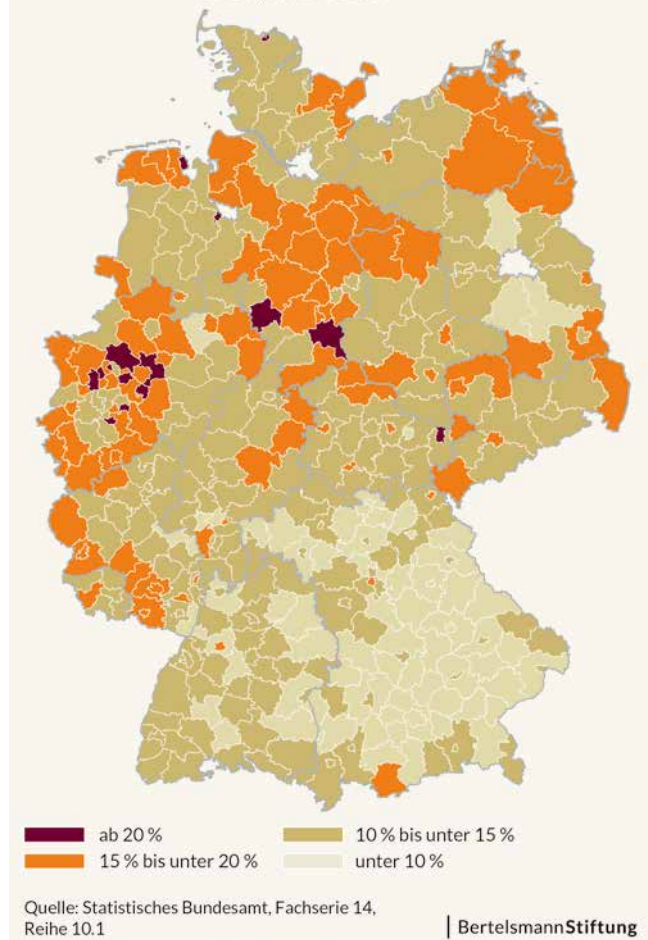 ab 20 %
10 % bis unter 15 %
15 % bis unter 20 %
unter 10 %
Quelle: Statistisches Bundesamt, Fachserie 14,
Reihe 10.1
BertelsmannStiftung